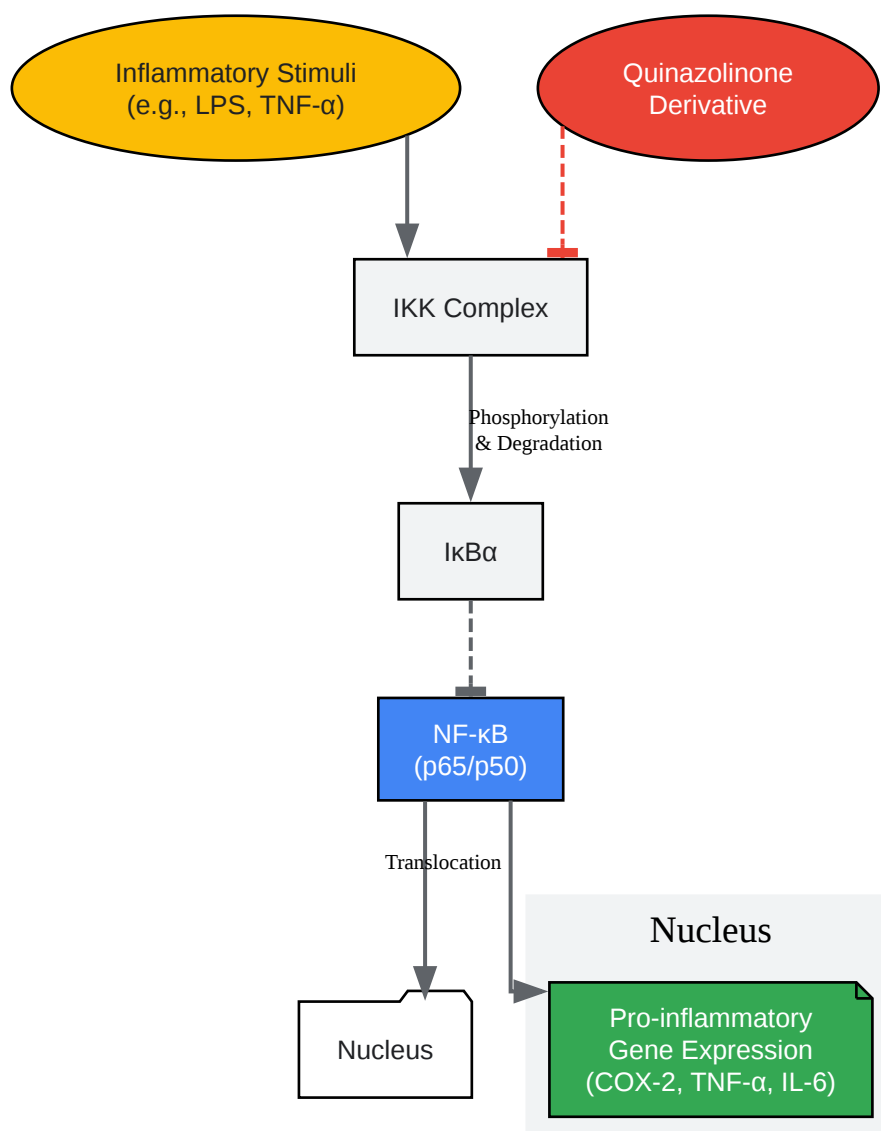 Inflammatory Stimuli
(e.g., LPS, TNF-α)
Quinazolinone
Derivative
IKK Complex
Phosphorylation
& Degradation
IκBα
NF-κB
(p65/p50)
Translocation
Nucleus
Nucleus
Pro-inflammatory
Gene Expression
(COX-2, TNF-α, IL-6)